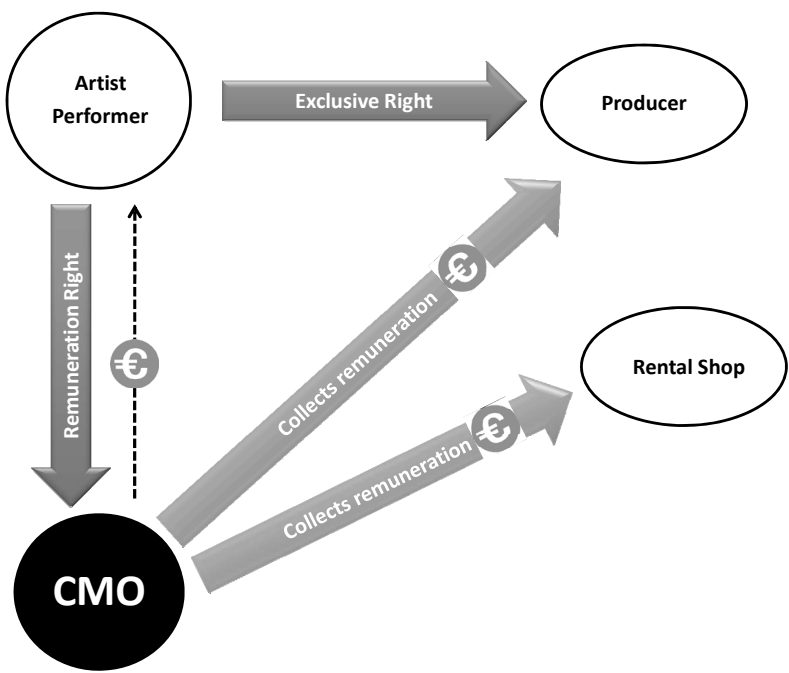 Artist
Performer
Exclusive Right
Producer
Remuneration Right
€
Collects remuneration
€
Rental Shop
Collects remuneration
€
CMO